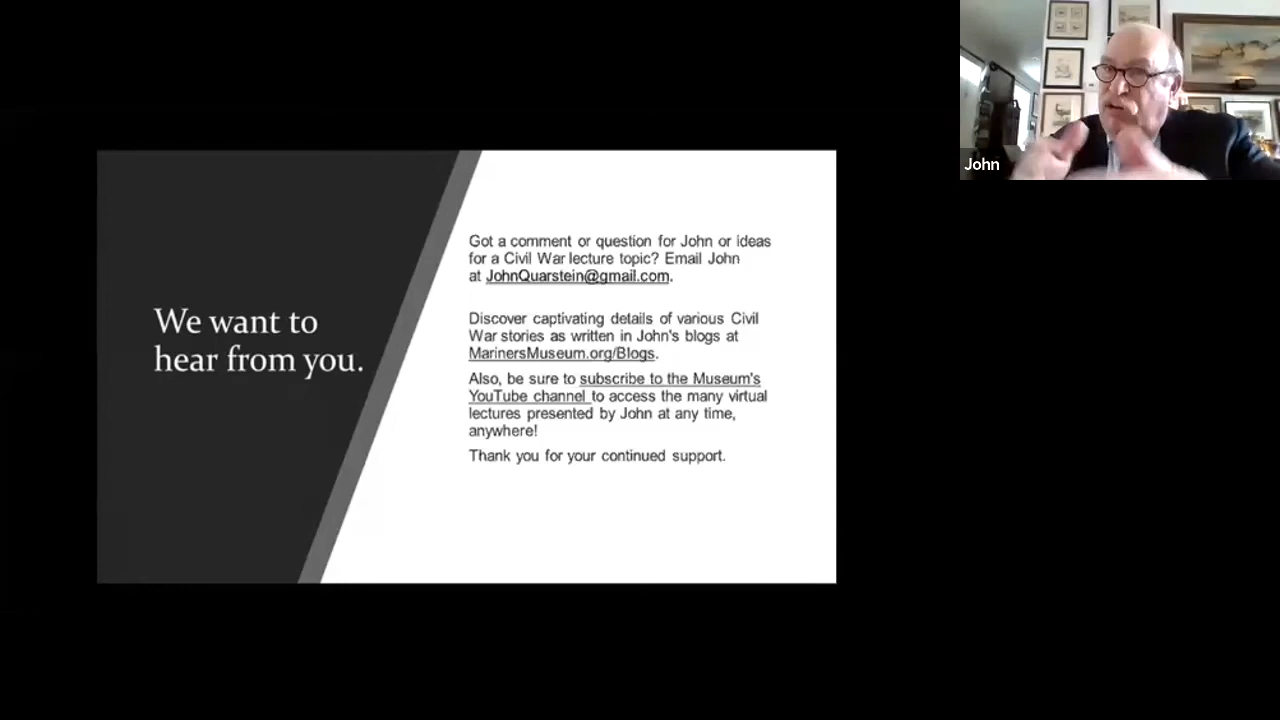 We want to
hear from you.
Got a comment or question for John or ideas
for a Civil War lecture topic? Email John
at JohnQuarstein@gmail.com.
Discover captivating details of various Civil
War stories as written in John's blogs at
MarinersMuseum.org/Blogs.
Also, be sure to subscribe to the Museum's
YouTube channel to access the many virtual
lectures presented by John at any time,
anywhere!
Thank you for your continued support.
John